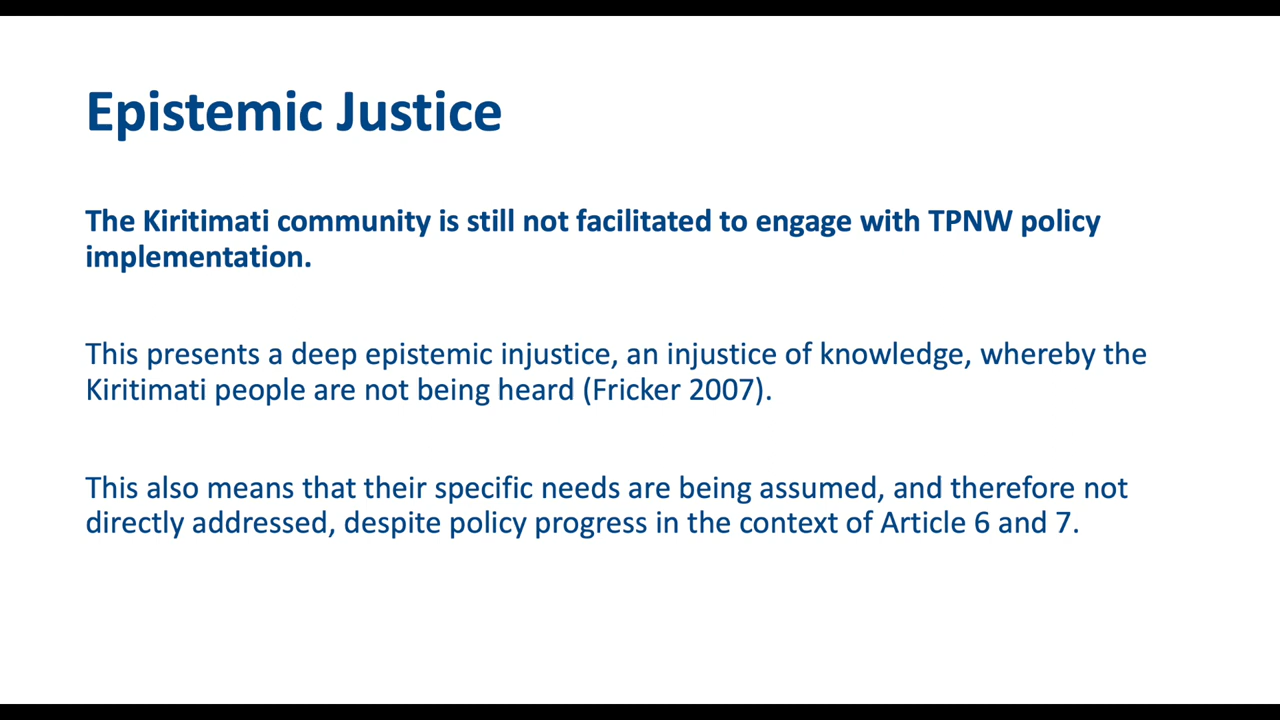 Epistemic Justice
The Kiritimati community is still not facilitated to engage with TPNW policy
implementation.
This presents a deep epistemic injustice, an injustice of knowledge, whereby the
Kiritimati people are not being heard (Fricker 2007).
This also means that their specific needs are being assumed, and therefore not
directly addressed, despite policy progress in the context of Article 6 and 7.